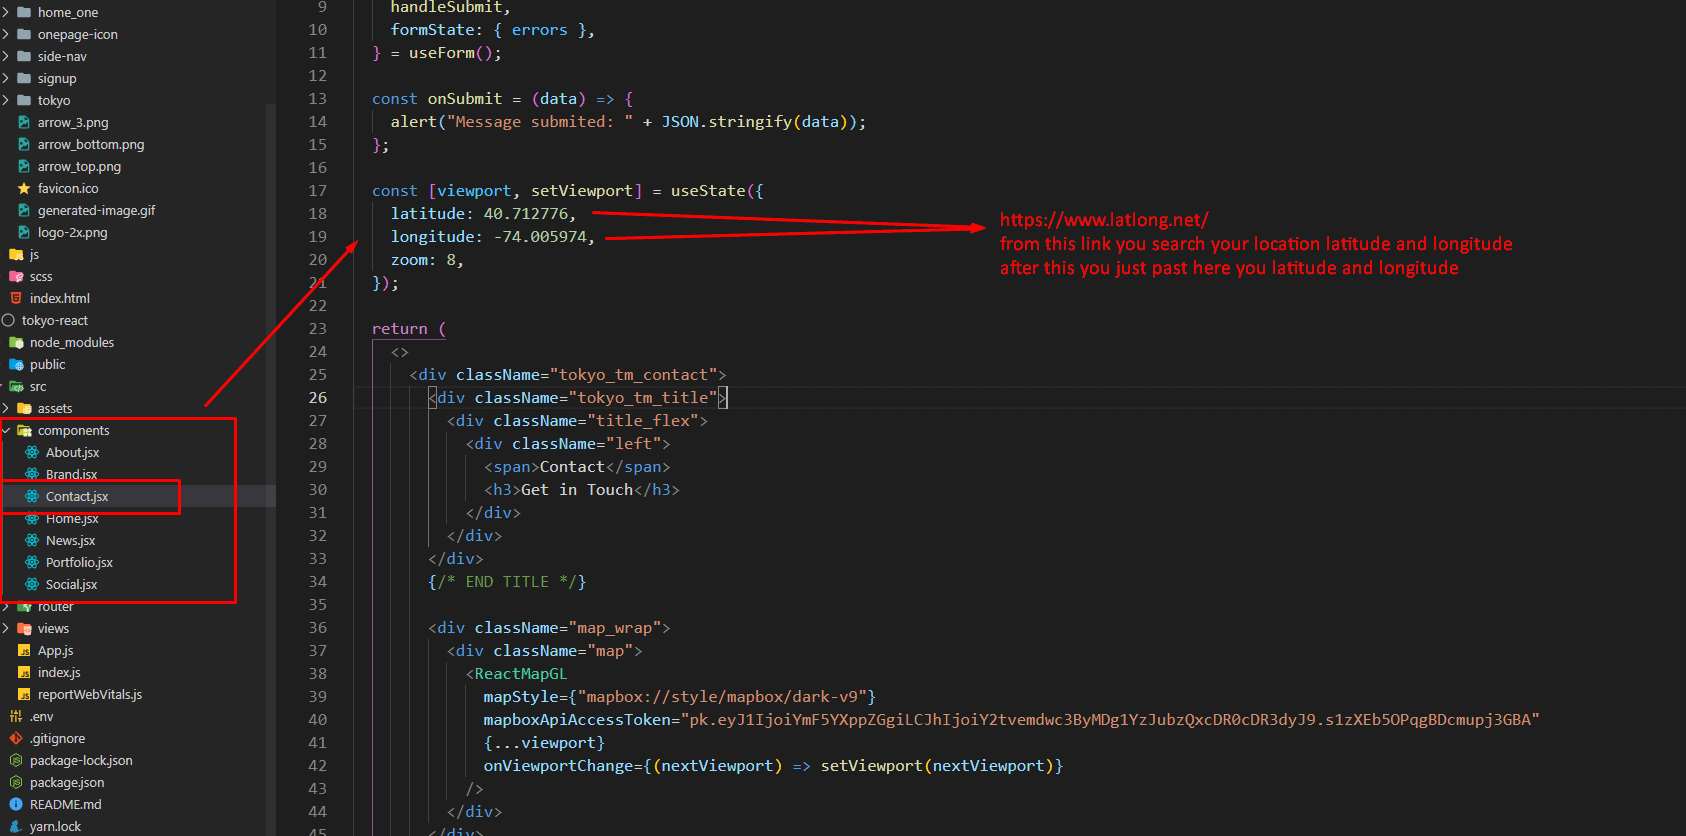 home_one
onepage-icon
side-nav
signup
tokyo
arrow_3.png
arrow_bottom.png
arrow_top.png
favicon.ico
generated-image.gif
logo-2x.png
js
scss
index.html
tokyo-react
node_modules
public
src
assets
components
About.jsx
Brand.jsx
Contact.jsx
Home.jsx
News.jsx
Portfolio.jsx
Social.jsx
router
views
App.js
index.js
reportWebVitals.js
.env
.gitignore
package-lock.json
package.json
README.md
yarn.lock
9 handleSubmit,
10 formState: { errors },
11 } = useForm();
12
13 const onSubmit = (data) => {
14 alert("Message submited: " + JSON.stringify(data));
15 };
16
17 const [viewport, setViewport] = useState({
18 latitude: 40.712776,
19 longitude: -74.005974,
20 zoom: 8,
21 });
22
23 return (
24 <>
25 <div className="tokyo_tm_contact">
26 <div className="tokyo_tm_title">
27 <div className="title_flex">
28 <div className="left">
29 <span>Contact</span>
30 <h3>Get in Touch</h3>
31 </div>
32 </div>
33 </div>
34 {/* END TITLE */}
35
36 <div className="map_wrap">
37 <div className="map">
38 <ReactMapGL
39 mapStyle={"mapbox://style/mapbox/dark-v9"}
40 mapboxApiAccessToken="pk.eyJ1IjoiYmF5YXppZGgiLCJhIjoiY2tvemdwc3ByMDg1YzJubzQxcDR0cDR3dyJ9.s1zXEb5OPqgBDcmupj3GBA"
41 {...viewport}
42 onViewportChange={(nextViewport) => setViewport(nextViewport)}
43 />
44 </div>
45 </div>
https://www.latlong.net/
from this link you search your location latitude and longitude
after this you just past here you latitude and longitude